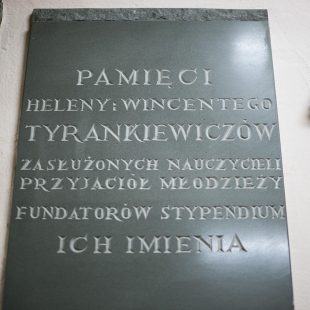 PAMIĘCI
HELENY i WINCENTEGO
TYRANKIEWICZÓW
ZASŁUŻONYCH NAUCZYCIELI
PRZYJACIÓŁ MŁODZIEŻY
FUNDATORÓW STYPENDIUM
ICH IMIENIA